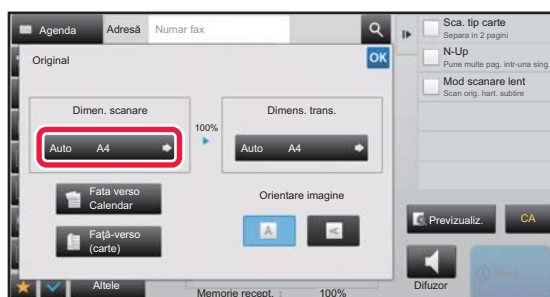 Agenda
Adresă
Numar fax
Original
OK
Dimen. scanare
Auto A4
100%
Dimens. trans.
Auto A4
Fata verso
Calendar
Faţă-verso
(carte)
Orientare imagine
A
A
Altele
Memorie recept. :
100%
Sca. tip carte
Separa in 2 pagini
N-Up
Pune multe pag. intr-una sing.
Mod scanare lent
Scan orig. hart. subtire
Previzualiz.
CA
Difuzor
Start